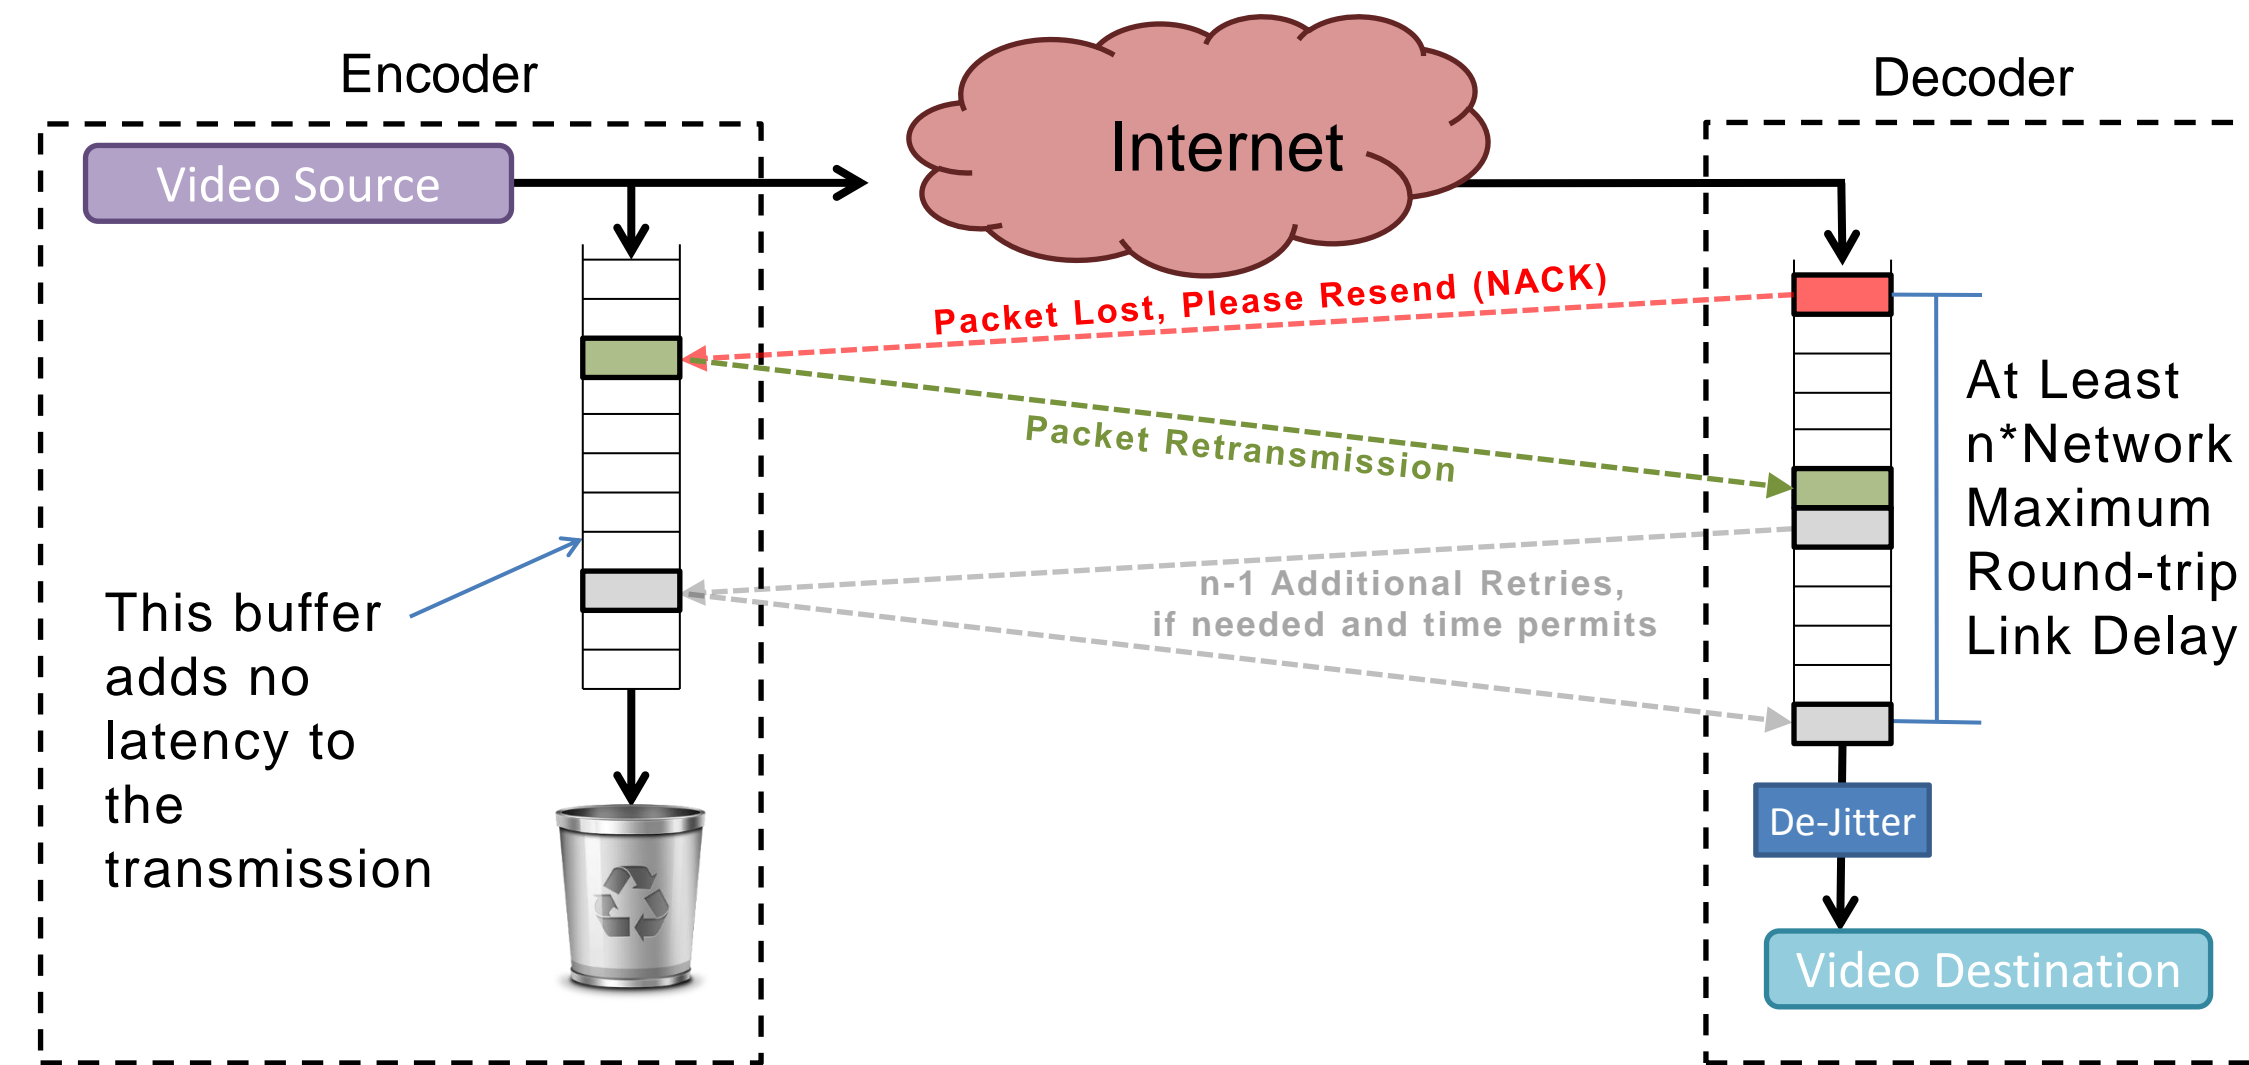 Encoder
Internet
Decoder
Video Source
Packet Lost, Please Resend (NACK)
Packet Retransmission
n-1 Additional Retries,
if needed and time permits
At Least
n*Network
Maximum
Round-trip
Link Delay
This buffer
adds no
latency to
the
transmission
De-Jitter
Video Destination